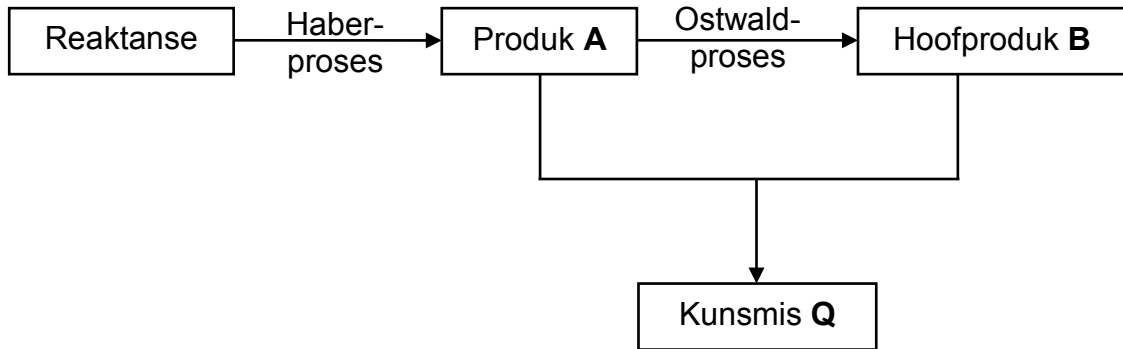 Reaktanse
Haber-
proses
Produk A
Ostwald-
proses
Hoofproduk B
Kunsmis Q